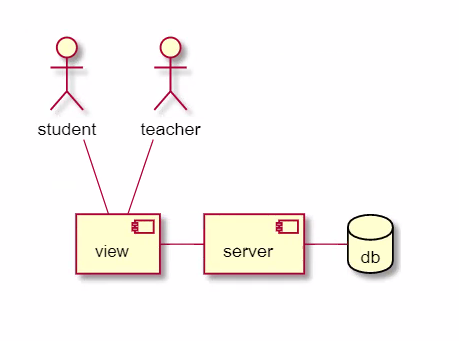 student
teacher
view
server
db